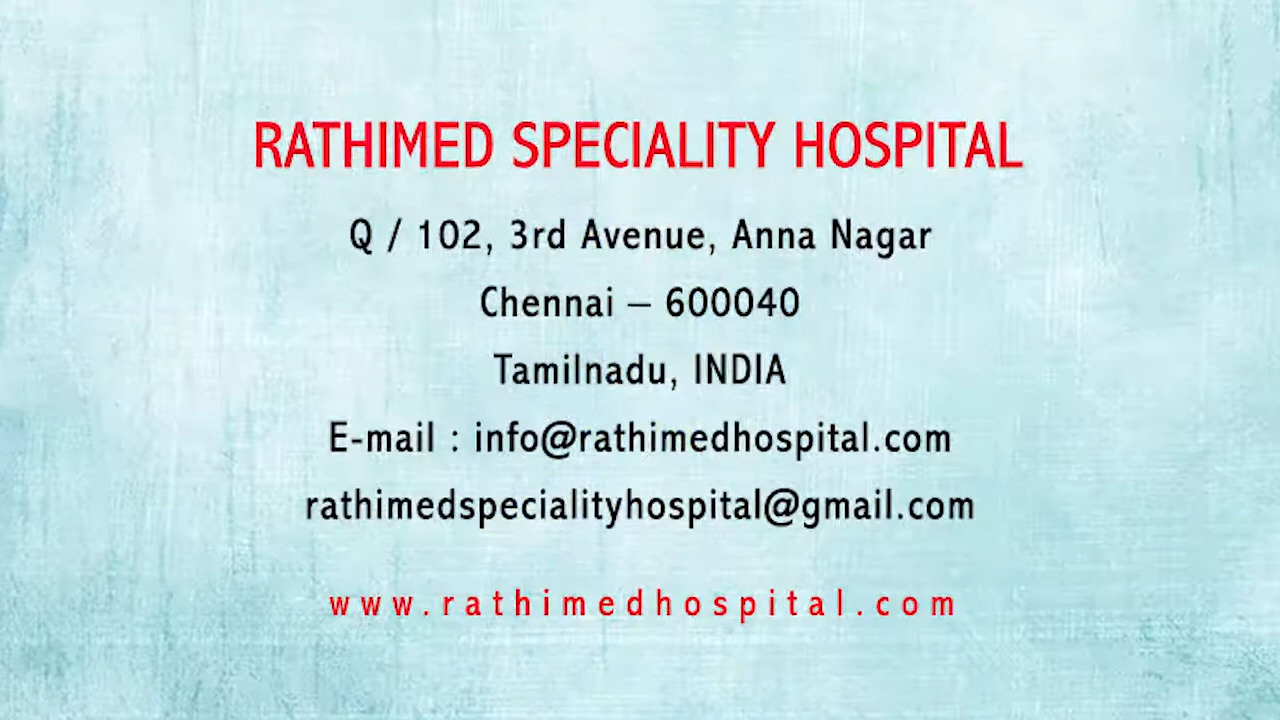 RATHIMED SPECIALITY HOSPITAL
Q / 102, 3rd Avenue, Anna Nagar
Chennai – 600040
Tamilnadu, INDIA
E-mail : info@rathimedhospital.com
rathimedspecialityhospital@gmail.com
www.rathimedhospital.com